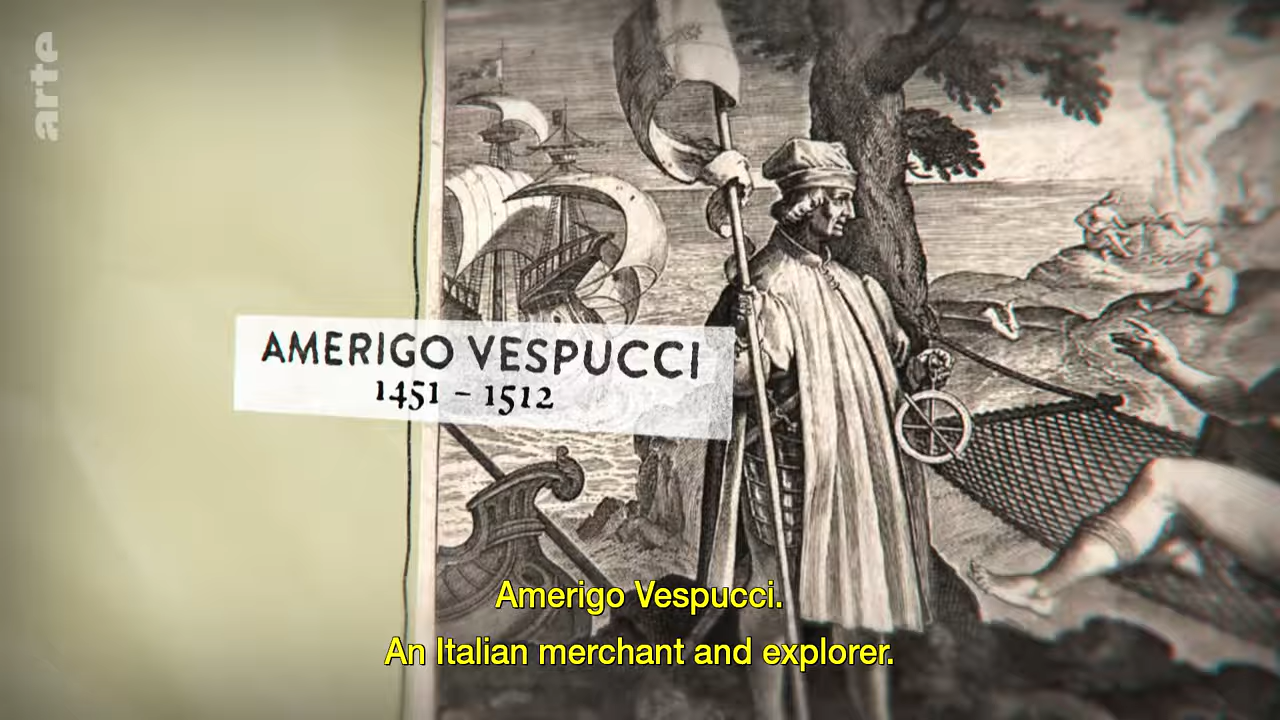 arte
AMERIGO VESPUCCI
1451 – 1512
Amerigo Vespucci.
An Italian merchant and explorer.